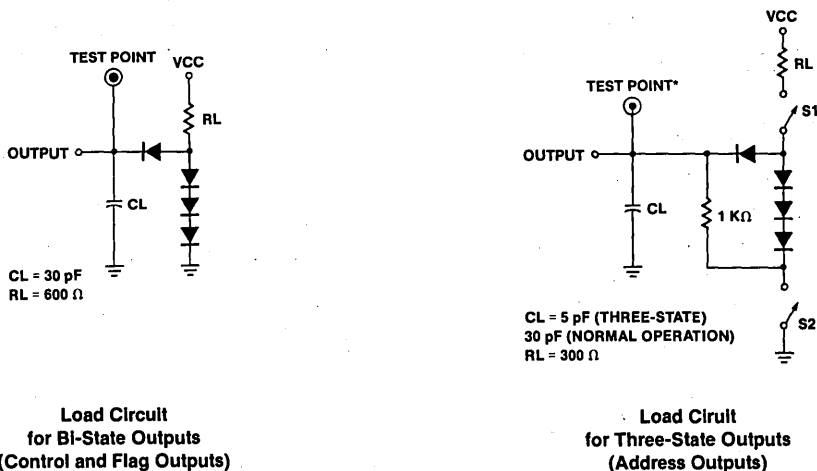 TEST POINT
VCC
RL
OUTPUT
CL
CL = 30 pF
RL = 600 Ω
Load Circuit
for Bi-State Outputs
(Control and Flag Outputs)
VCC
RL
TEST POINT*
S1
OUTPUT
CL
1 KΩ
S2
CL = 5 pF (THREE-STATE)
30 pF (NORMAL OPERATION)
RL = 300 Ω
Load Ciruit
for Three-State Outputs
(Address Outputs)